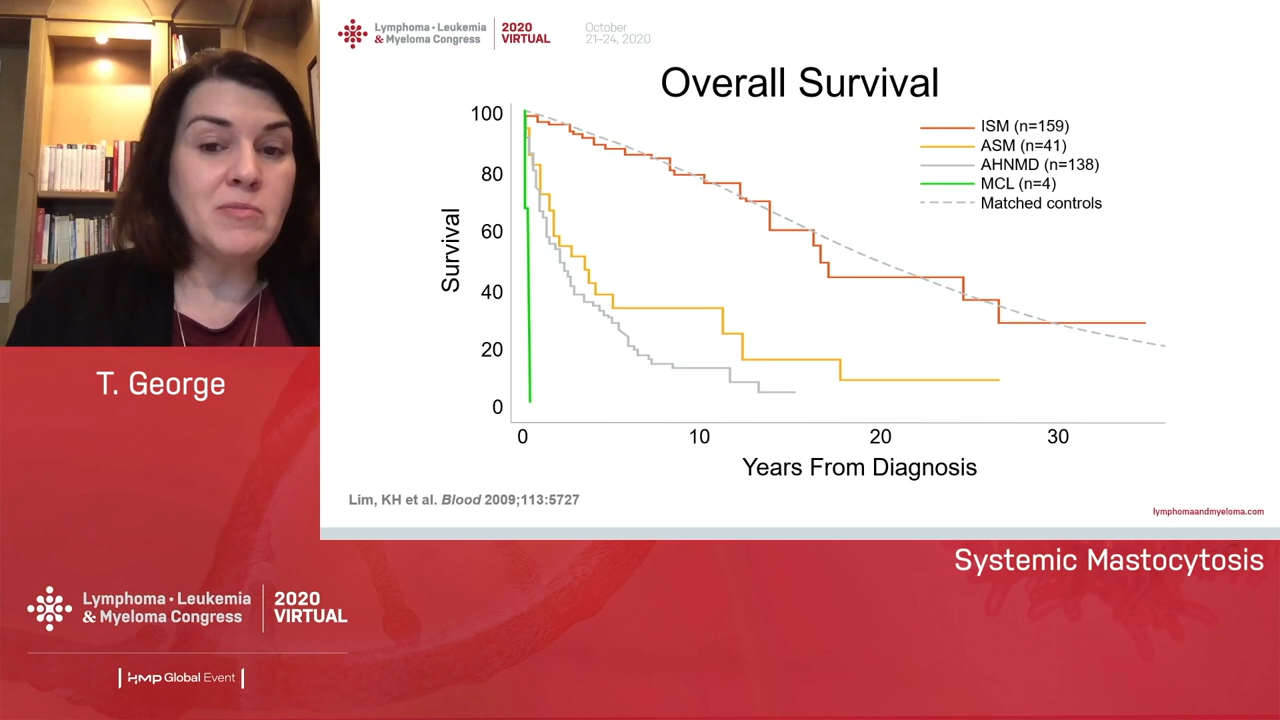 Lymphoma • Leukemia
& Myeloma Congress
2020
VIRTUAL
October
21–24, 2020
Overall Survival
100
80
60
40
20
0
Survival
ISM (n=159)
ASM (n=41)
AHNMD (n=138)
MCL (n=4)
Matched controls
0
10
20
30
Years From Diagnosis
Lim, KH et al. Blood 2009;113:5727
lymphomaandmyeloma.com
T. George
Systemic Mastocytosis
Lymphoma • Leukemia
& Myeloma Congress
2020
VIRTUAL
HMP Global Event